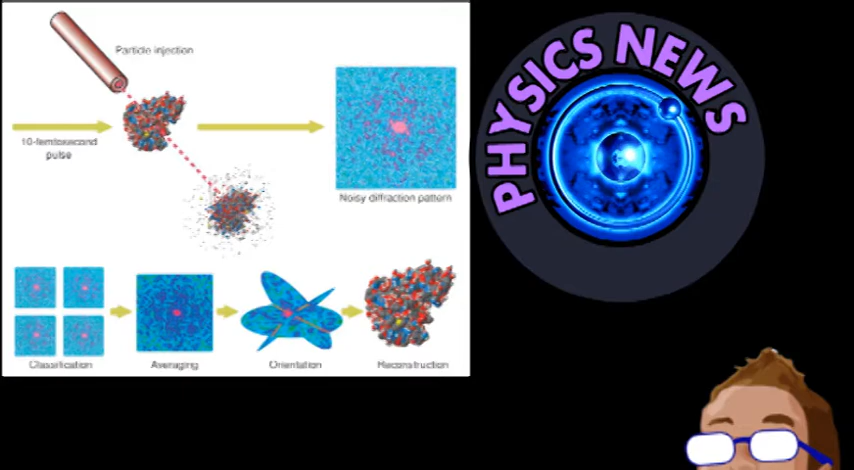 Particle injection
10-femtosecond
pulse
Noisy diffraction pattern
Classification
Averaging
Orientation
Reconstruction
PHYSICS NEWS